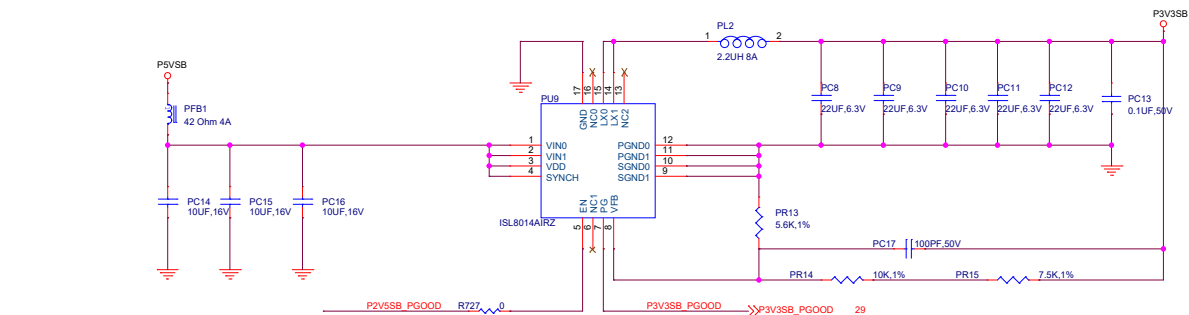 P3V3SB
PL2
1 2
2.2UH 8A
P5VSB
PFB1
42 Ohm 4A
PU9
17 16 15 14 13
GND NC0 LX0 LX1 NC2
PC8
22UF,6.3V
PC9
22UF,6.3V
PC10
22UF,6.3V
PC11
22UF,6.3V
PC12
22UF,6.3V
PC13
0.1UF,50V
1 VIN0 PGND0 12
2 VIN1 PGND1 11
3 VDD SGND0 10
4 SYNCH SGND1 9
EN NC1 PG VFB
5 6 7 8
ISL8014AIRZ
PC14
10UF,16V
PC15
10UF,16V
PC16
10UF,16V
PR13
5.6K,1%
PC17 100PF,50V
PR14 10K,1% PR15 7.5K,1%
P2V5SB_PGOOD R727 0 P3V3SB_PGOOD P3V3SB_PGOOD 29